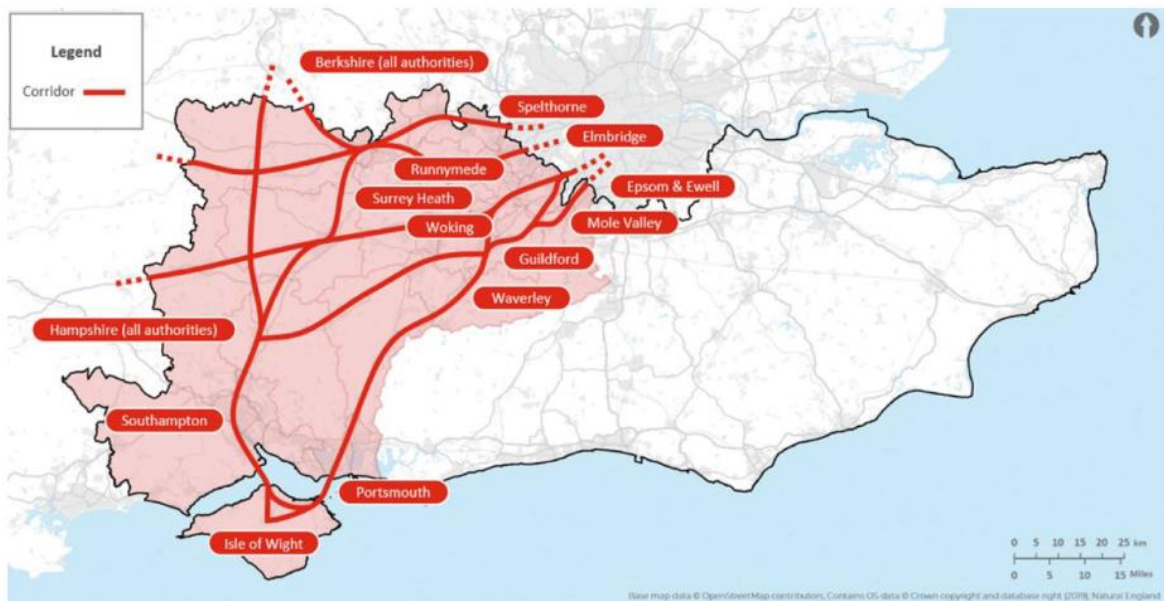 Legend
Corridor
Berkshire (all authorities)
Spelthorne
Elmbridge
Runnymede
Epsom & Ewell
Surrey Heath
Mole Valley
Woking
Guildford
Waverley
Hampshire (all authorities)
Southampton
Portsmouth
Isle of Wight
0 5 10 15 20 25 km
0 5 10 15 Miles
Base map data © OpenStreetMap contributors, Contains OS data © Crown copyright and database right (2019), Natural England